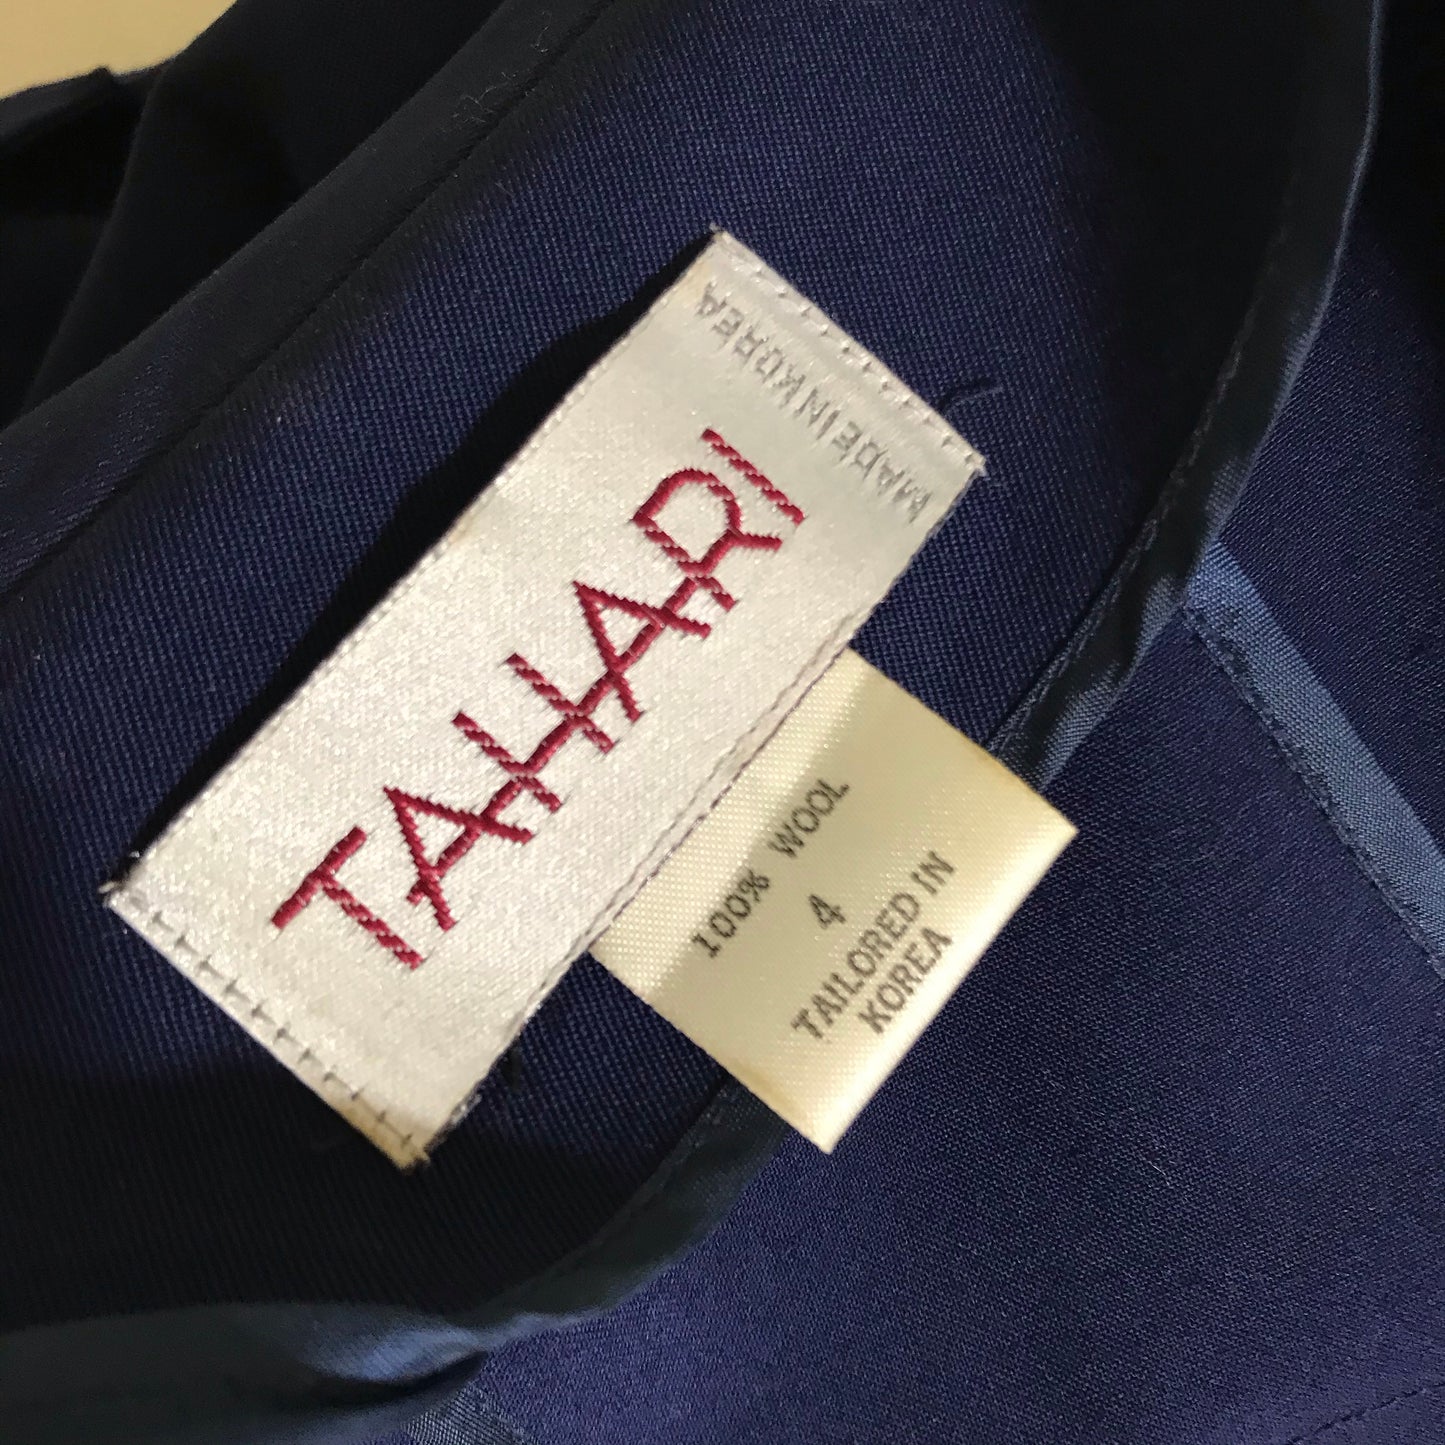 TAHARI
MADE IN KOREA
100% WOOL
4
TAILORED IN
KOREA